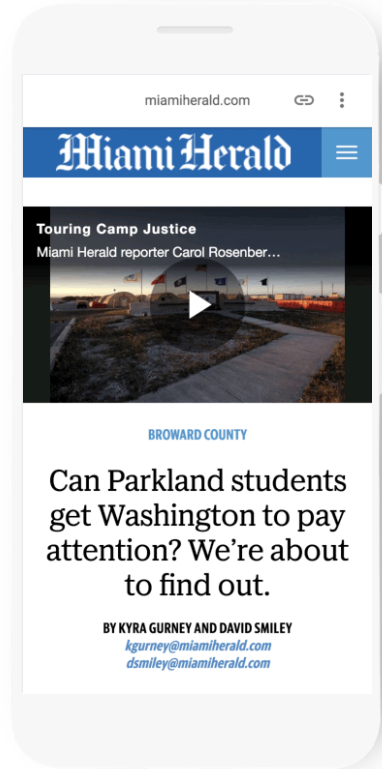 miamiherald.com
Miami Herald
Touring Camp Justice
Miami Herald reporter Carol Rosenber...
BROWARD COUNTY
Can Parkland students
get Washington to pay
attention? We’re about
to find out.
BY KYRA GURNEY AND DAVID SMILEY
kgurney@miamiherald.com
dsmiley@miamiherald.com